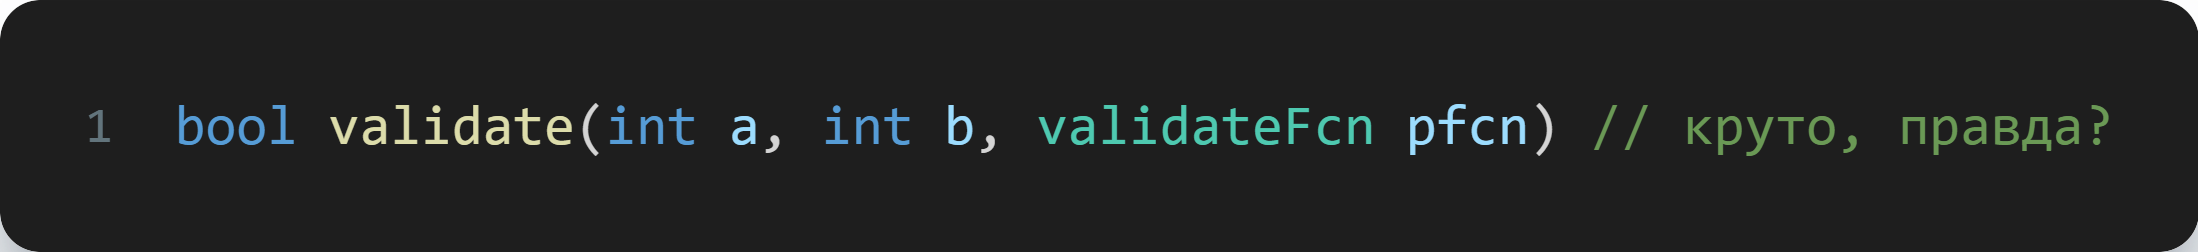 1 bool validate(int a, int b, validateFcn pfcn) // круто, правда?